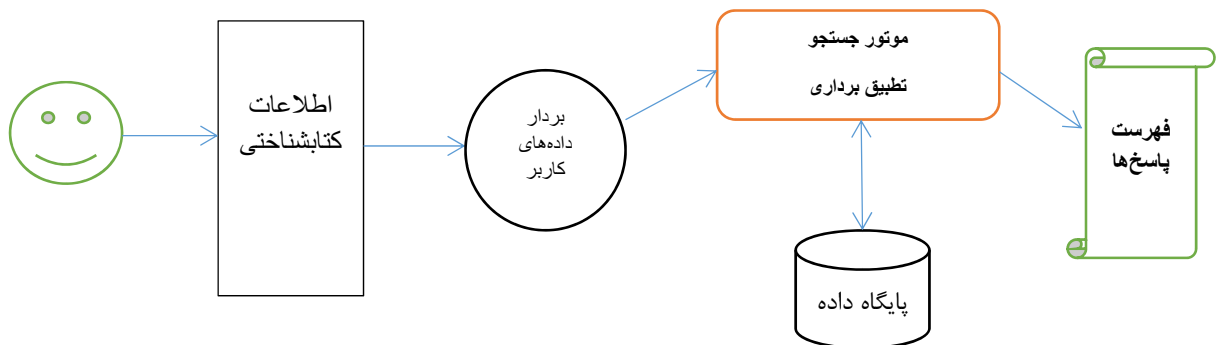 اطلاعات
کتابشناختی
بردار
داده‌های
کاربر
موتور جستجو
تطبیق برداری
پایگاه داده
فهرست
پاسخ‌ها